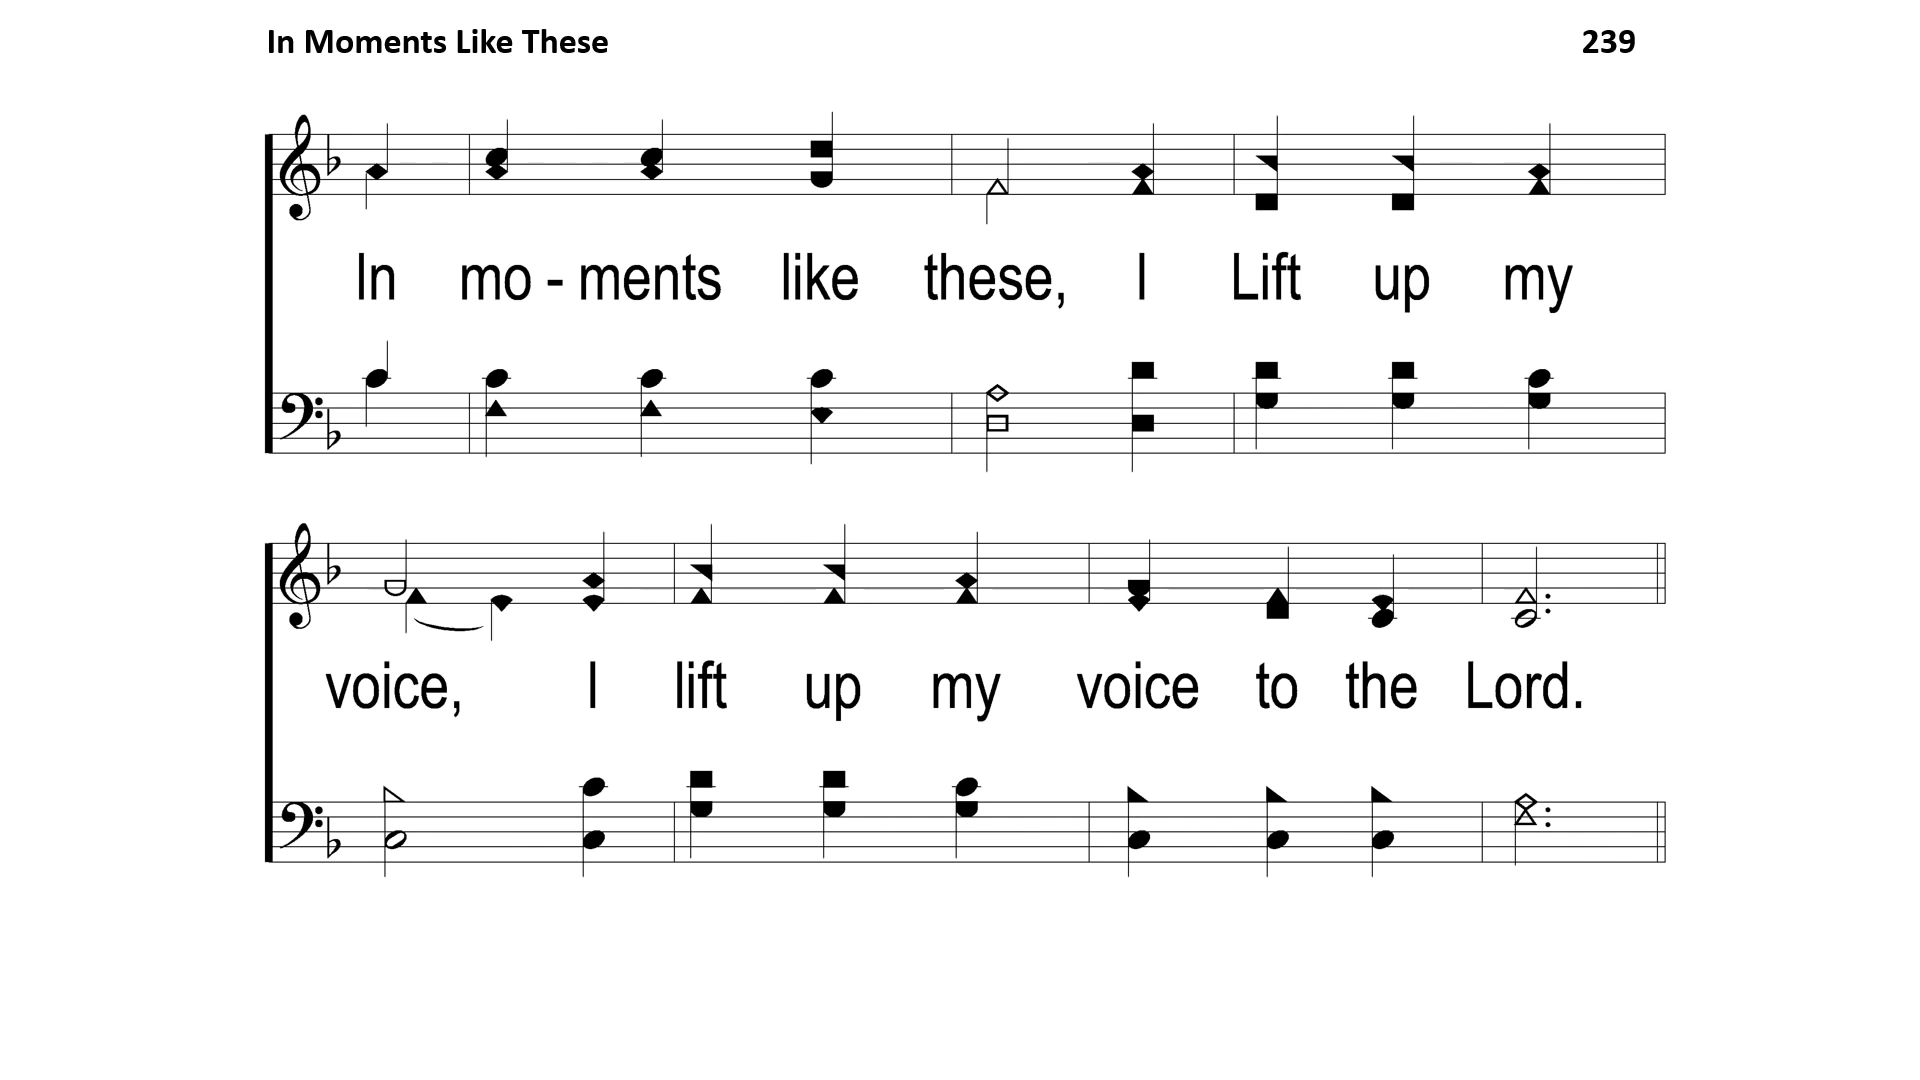 In Moments Like These 239
In mo - ments like these, I Lift up my
voice, I lift up my voice to the Lord.